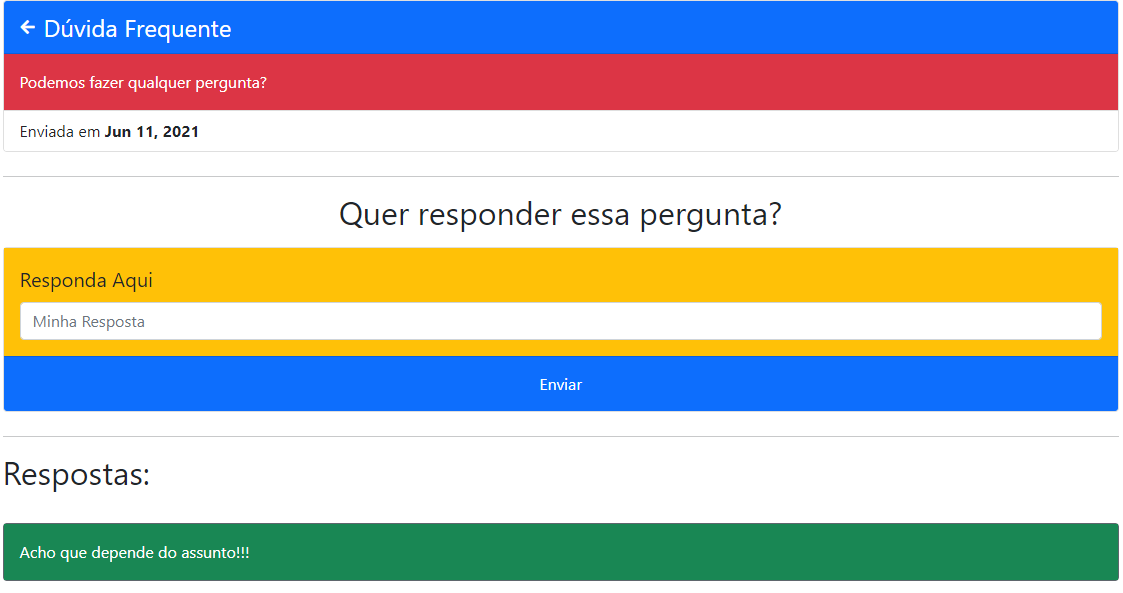 Dúvida Frequente
Podemos fazer qualquer pergunta?
Enviada em Jun 11, 2021
Quer responder essa pergunta?
Responda Aqui
Minha Resposta
Enviar
Respostas:
Acho que depende do assunto!!!